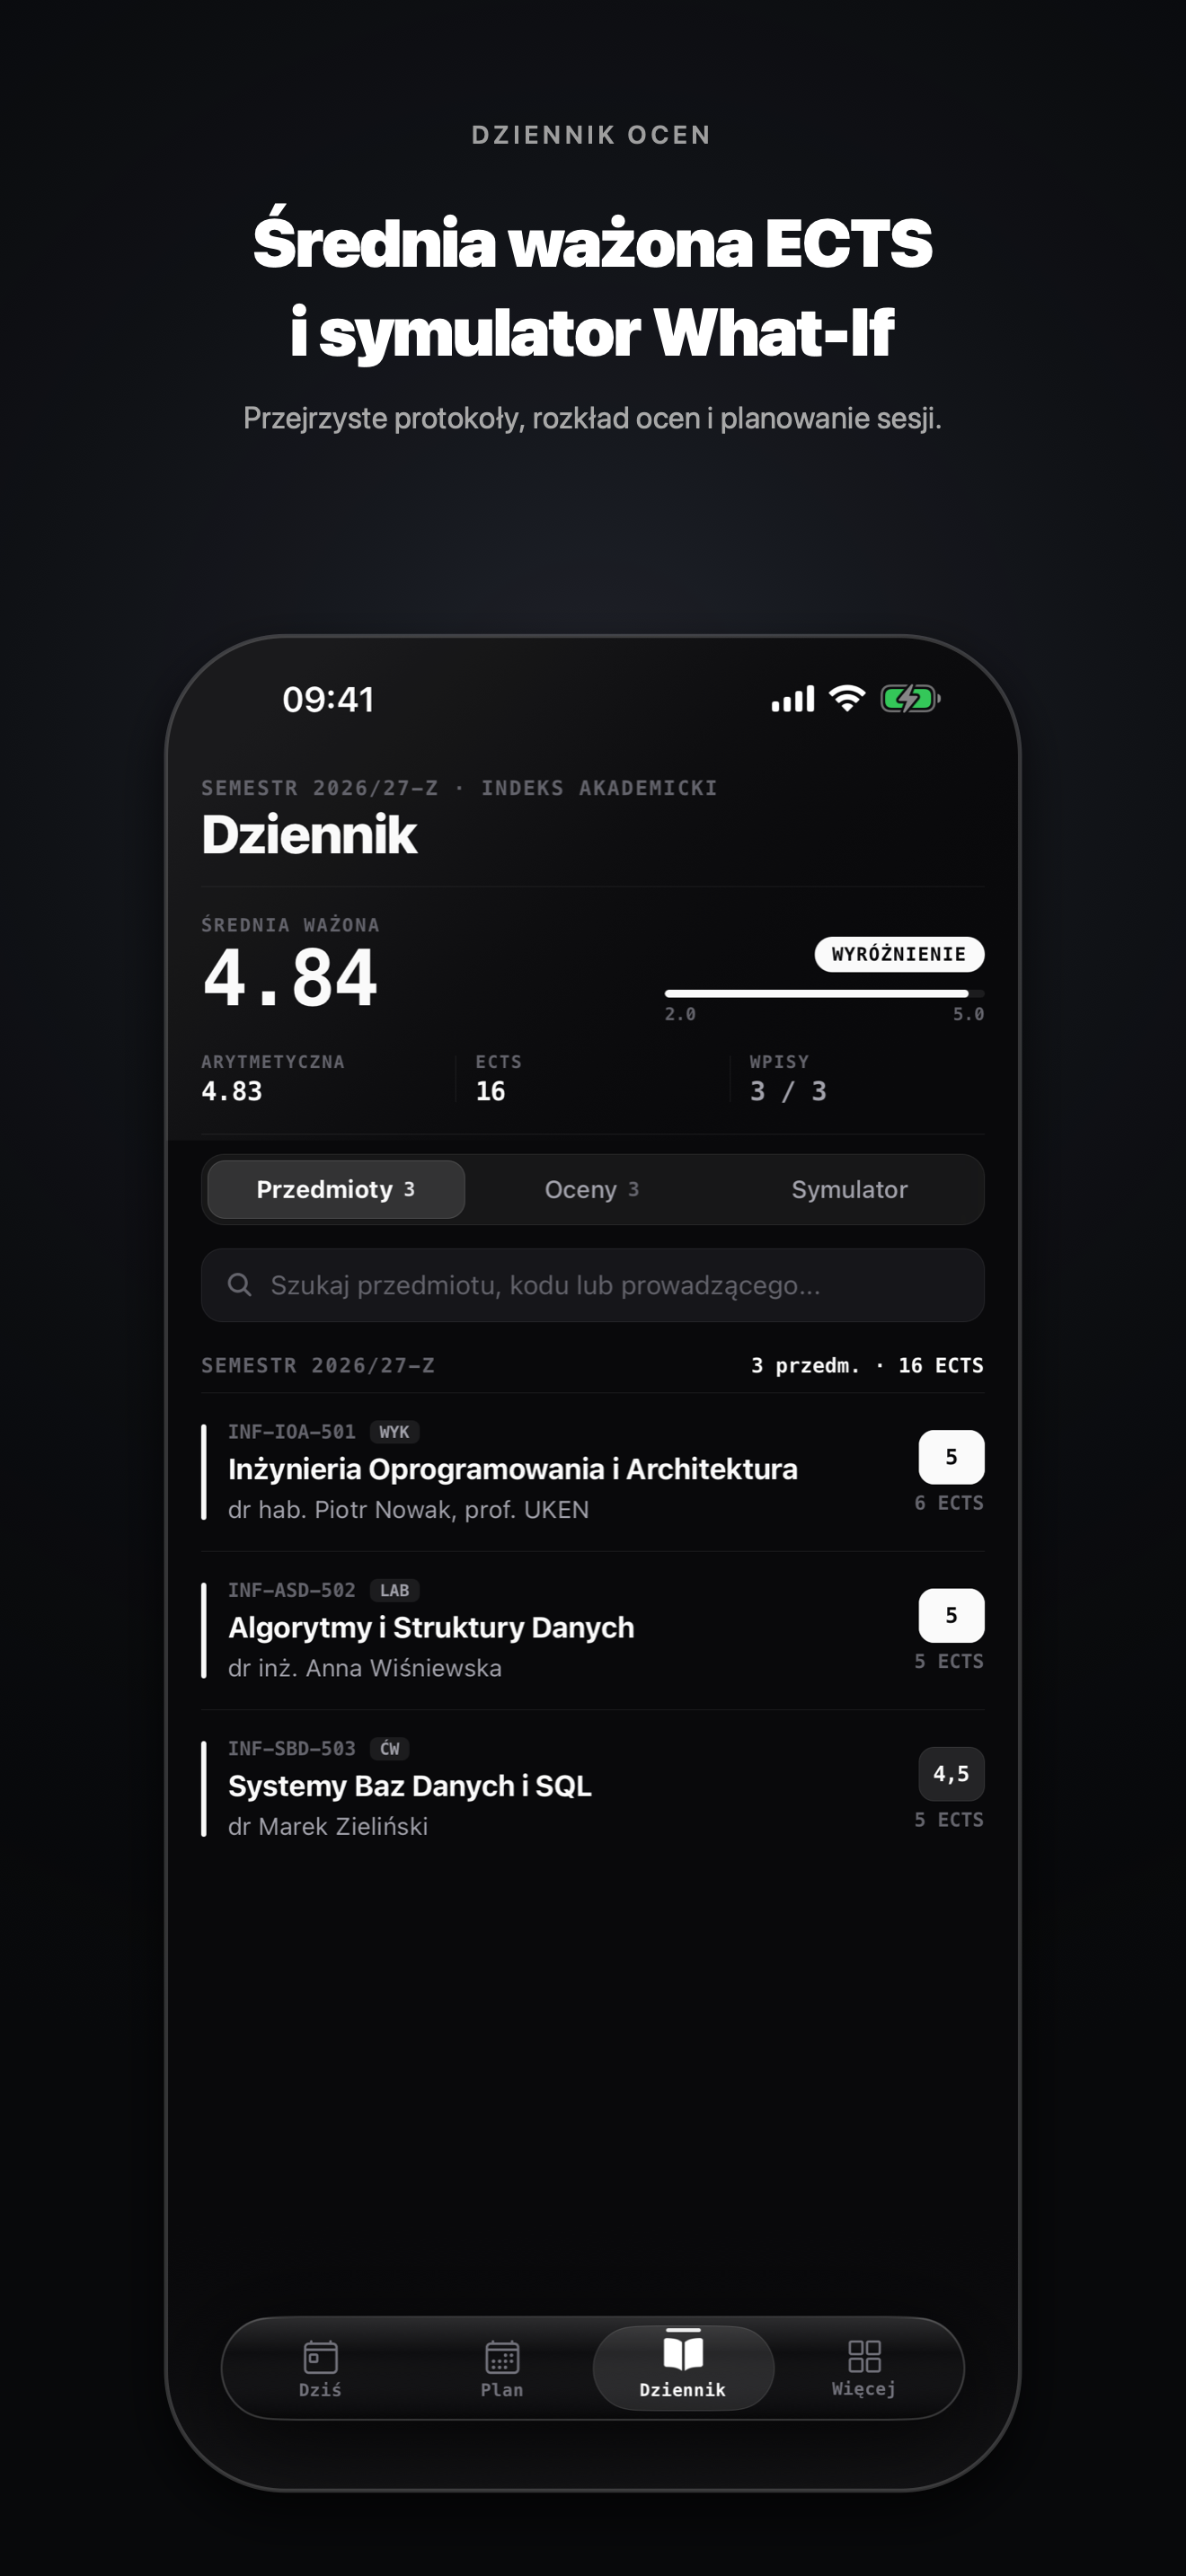 DZIENNIK OCEN
Średnia ważona ECTS
i symulator What-If
Przejrzyste protokoły, rozkład ocen i planowanie sesji.
09:41
SEMESTR 2026/27-Z · INDEKS AKADEMICKI
Dziennik
ŚREDNIA WAŻONA
4.84
WYRÓŻNIENIE
2.0 5.0
ARYTMETYCZNA ECTS WPISY
4.83 16 3 / 3
Przedmioty 3 Oceny 3 Symulator
Szukaj przedmiotu, kodu lub prowadzącego...
SEMESTR 2026/27-Z 3 przedm. · 16 ECTS
INF-IOA-501 WYK
Inżynieria Oprogramowania i Architektura 5
dr hab. Piotr Nowak, prof. UKEN 6 ECTS
INF-ASD-502 LAB
Algorytmy i Struktury Danych 5
dr inż. Anna Wiśniewska 5 ECTS
INF-SBD-503 ĆW
Systemy Baz Danych i SQL 4,5
dr Marek Zieliński 5 ECTS
Dziś Plan Dziennik Więcej